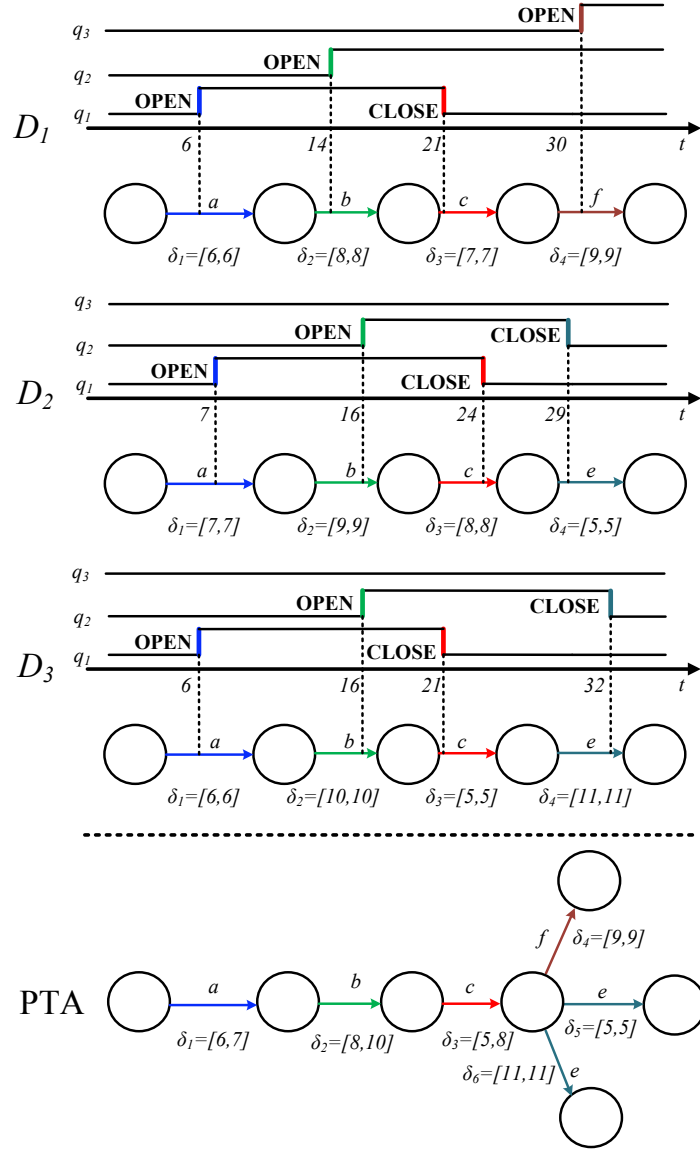 OPEN
q3
OPEN
q2
OPEN CLOSE
q1
D1
6 14 21 30 t
a b c f
δ1=[6,6] δ2=[8,8] δ3=[7,7] δ4=[9,9]
q3
OPEN CLOSE
q2
OPEN CLOSE
q1
D2
7 16 24 29 t
a b c e
δ1=[7,7] δ2=[9,9] δ3=[8,8] δ4=[5,5]
q3
OPEN CLOSE
q2
OPEN CLOSE
q1
D3
6 16 21 32 t
a b c e
δ1=[6,6] δ2=[10,10] δ3=[5,5] δ4=[11,11]
f δ4=[9,9]
PTA
a b c e
δ1=[6,7] δ2=[8,10] δ3=[5,8] δ5=[5,5]
δ6=[11,11] e